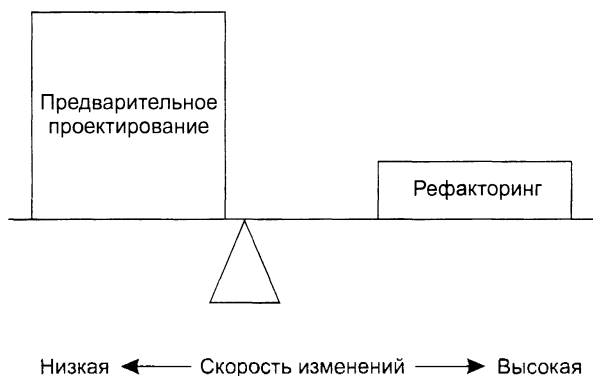 Предварительное
проектирование
Рефакторинг
Низкая Скорость изменений Высокая